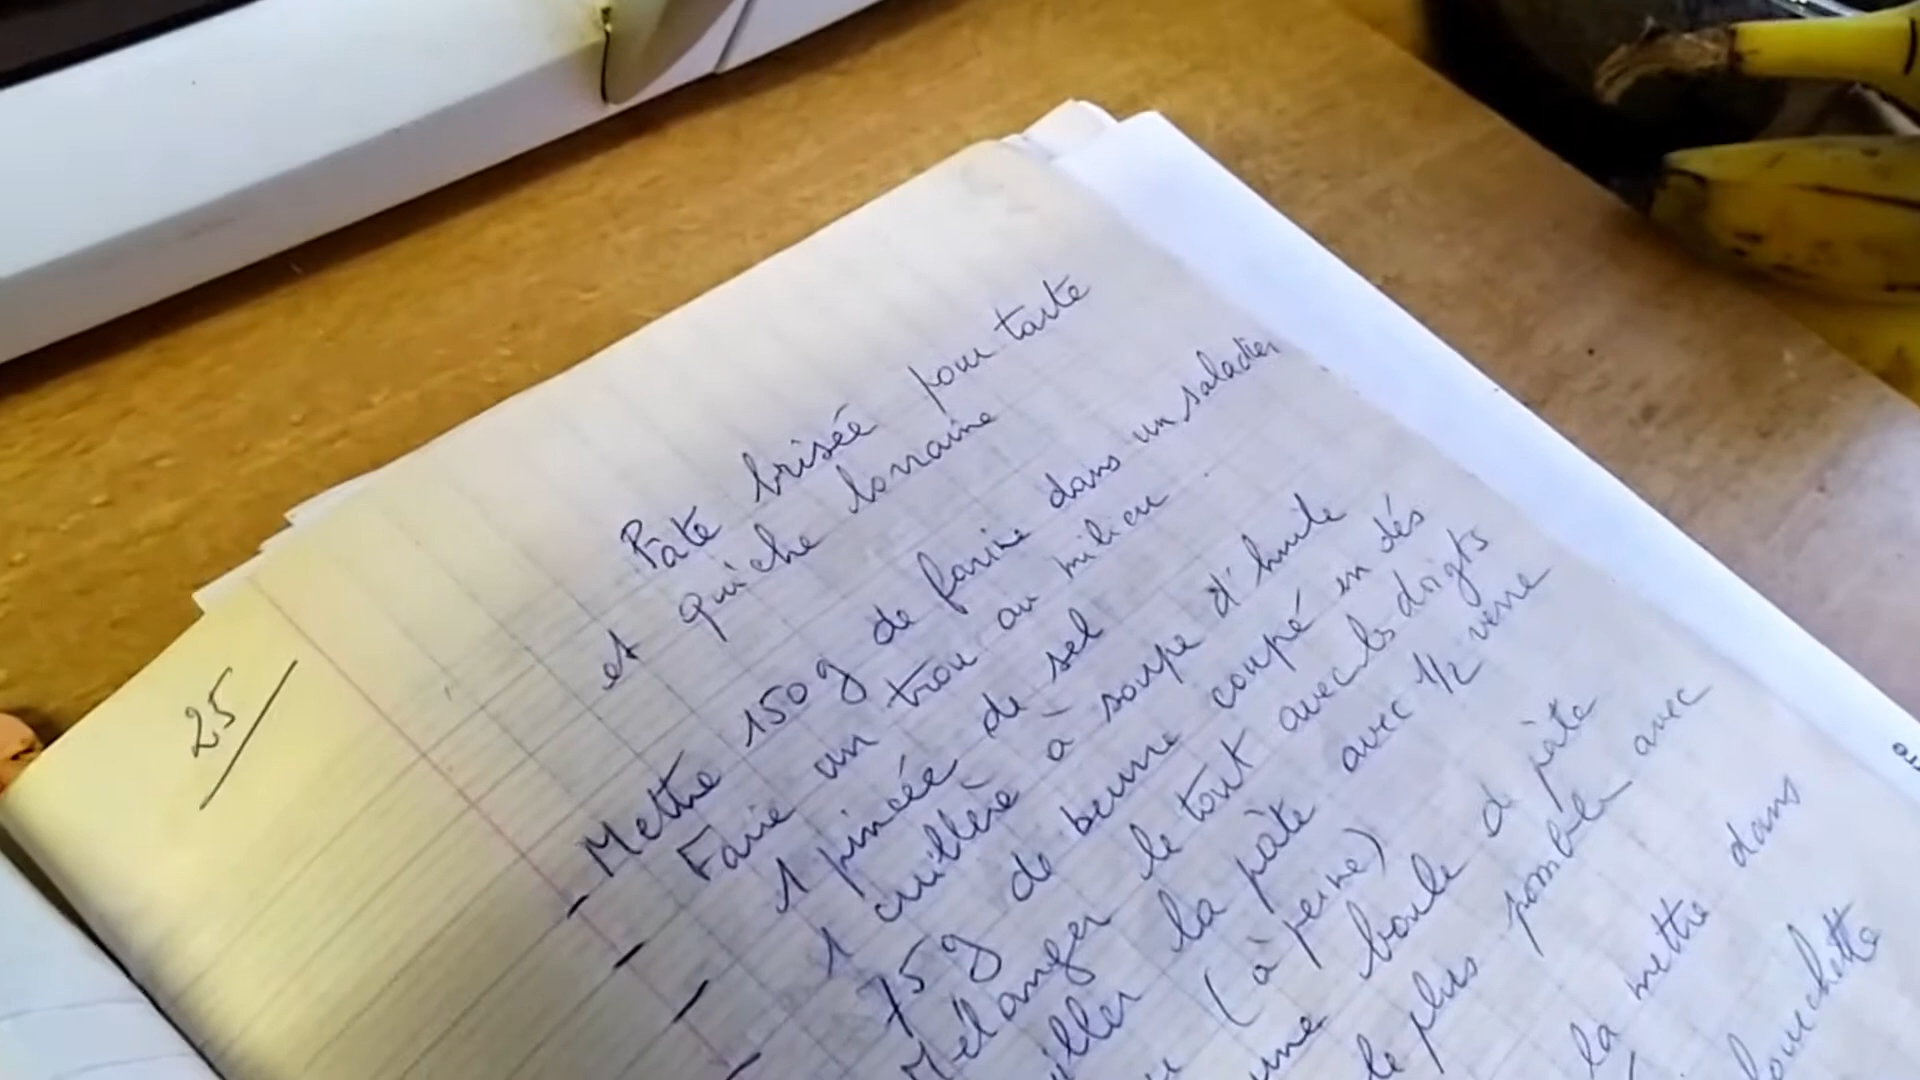 25
Pâte brisée pour tarte
et quiche lorraine
- Mettre 150g de farine dans un saladier
Faire un trou au milieu.
- 1 pincée de sel
- 1 cuillère à soupe d'huile
- 75g de beurre coupé en dés
Mélanger le tout avec les doigts
la pâte avec 1/2 verre
(à peine)
une boule d pâte
le plus possible avec
la mettre dans
fourchette